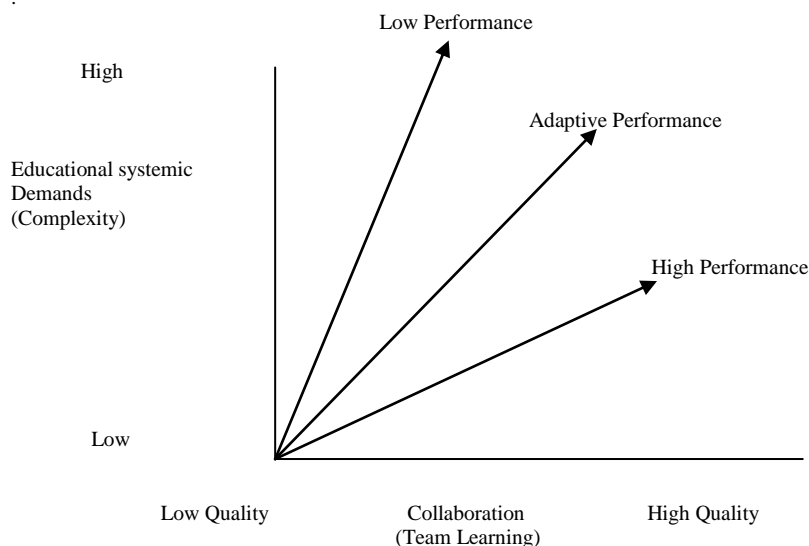 .
Low Performance
High
Adaptive Performance
Educational systemic
Demands
(Complexity)
High Performance
Low
Low Quality
Collaboration
(Team Learning)
High Quality